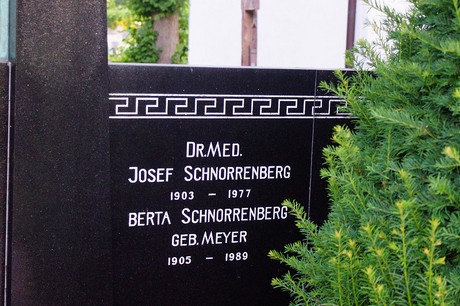 DR. MED.
JOSEF SCHNORRENBERG
1903 – 1977
BERTA SCHNORRENBERG
GEB. MEYER
1905 – 1989